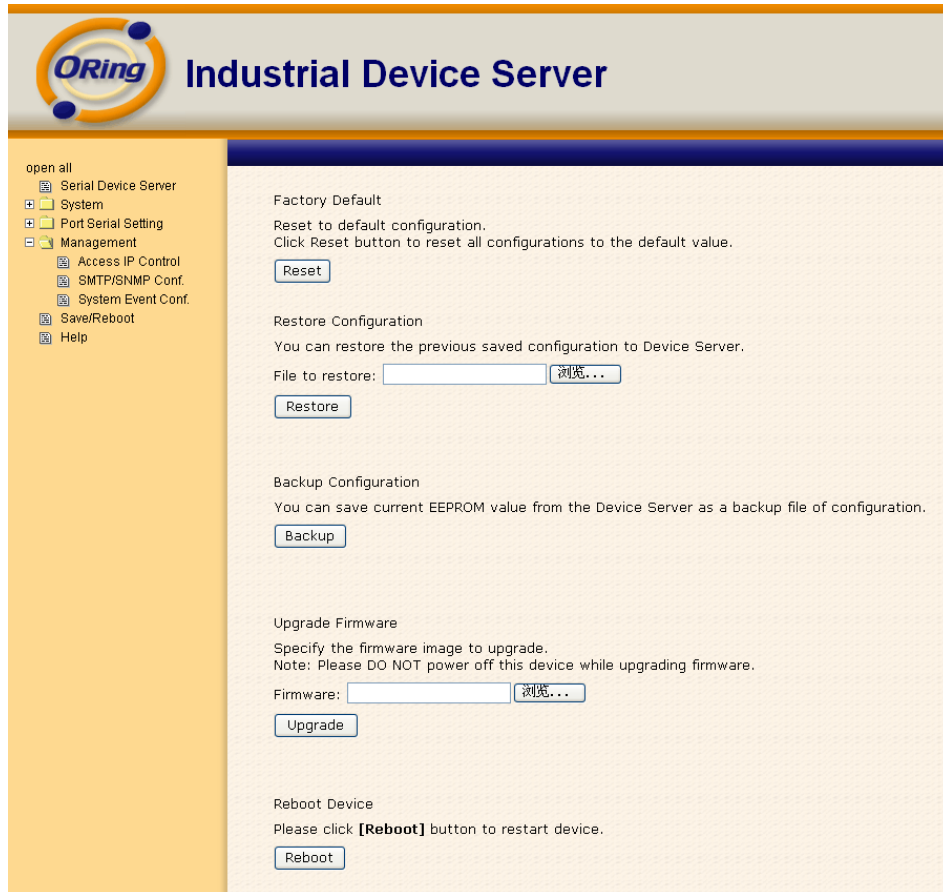 ORing
Industrial Device Server
open all
Serial Device Server
System
Port Serial Setting
Management
Access IP Control
SMTP/SNMP Conf.
System Event Conf.
Save/Reboot
Help
Factory Default
Reset to default configuration.
Click Reset button to reset all configurations to the default value.
Reset
Restore Configuration
You can restore the previous saved configuration to Device Server.
File to restore: 浏览...
Restore
Backup Configuration
You can save current EEPROM value from the Device Server as a backup file of configuration.
Backup
Upgrade Firmware
Specify the firmware image to upgrade.
Note: Please DO NOT power off this device while upgrading firmware.
Firmware: 浏览...
Upgrade
Reboot Device
Please click [Reboot] button to restart device.
Reboot